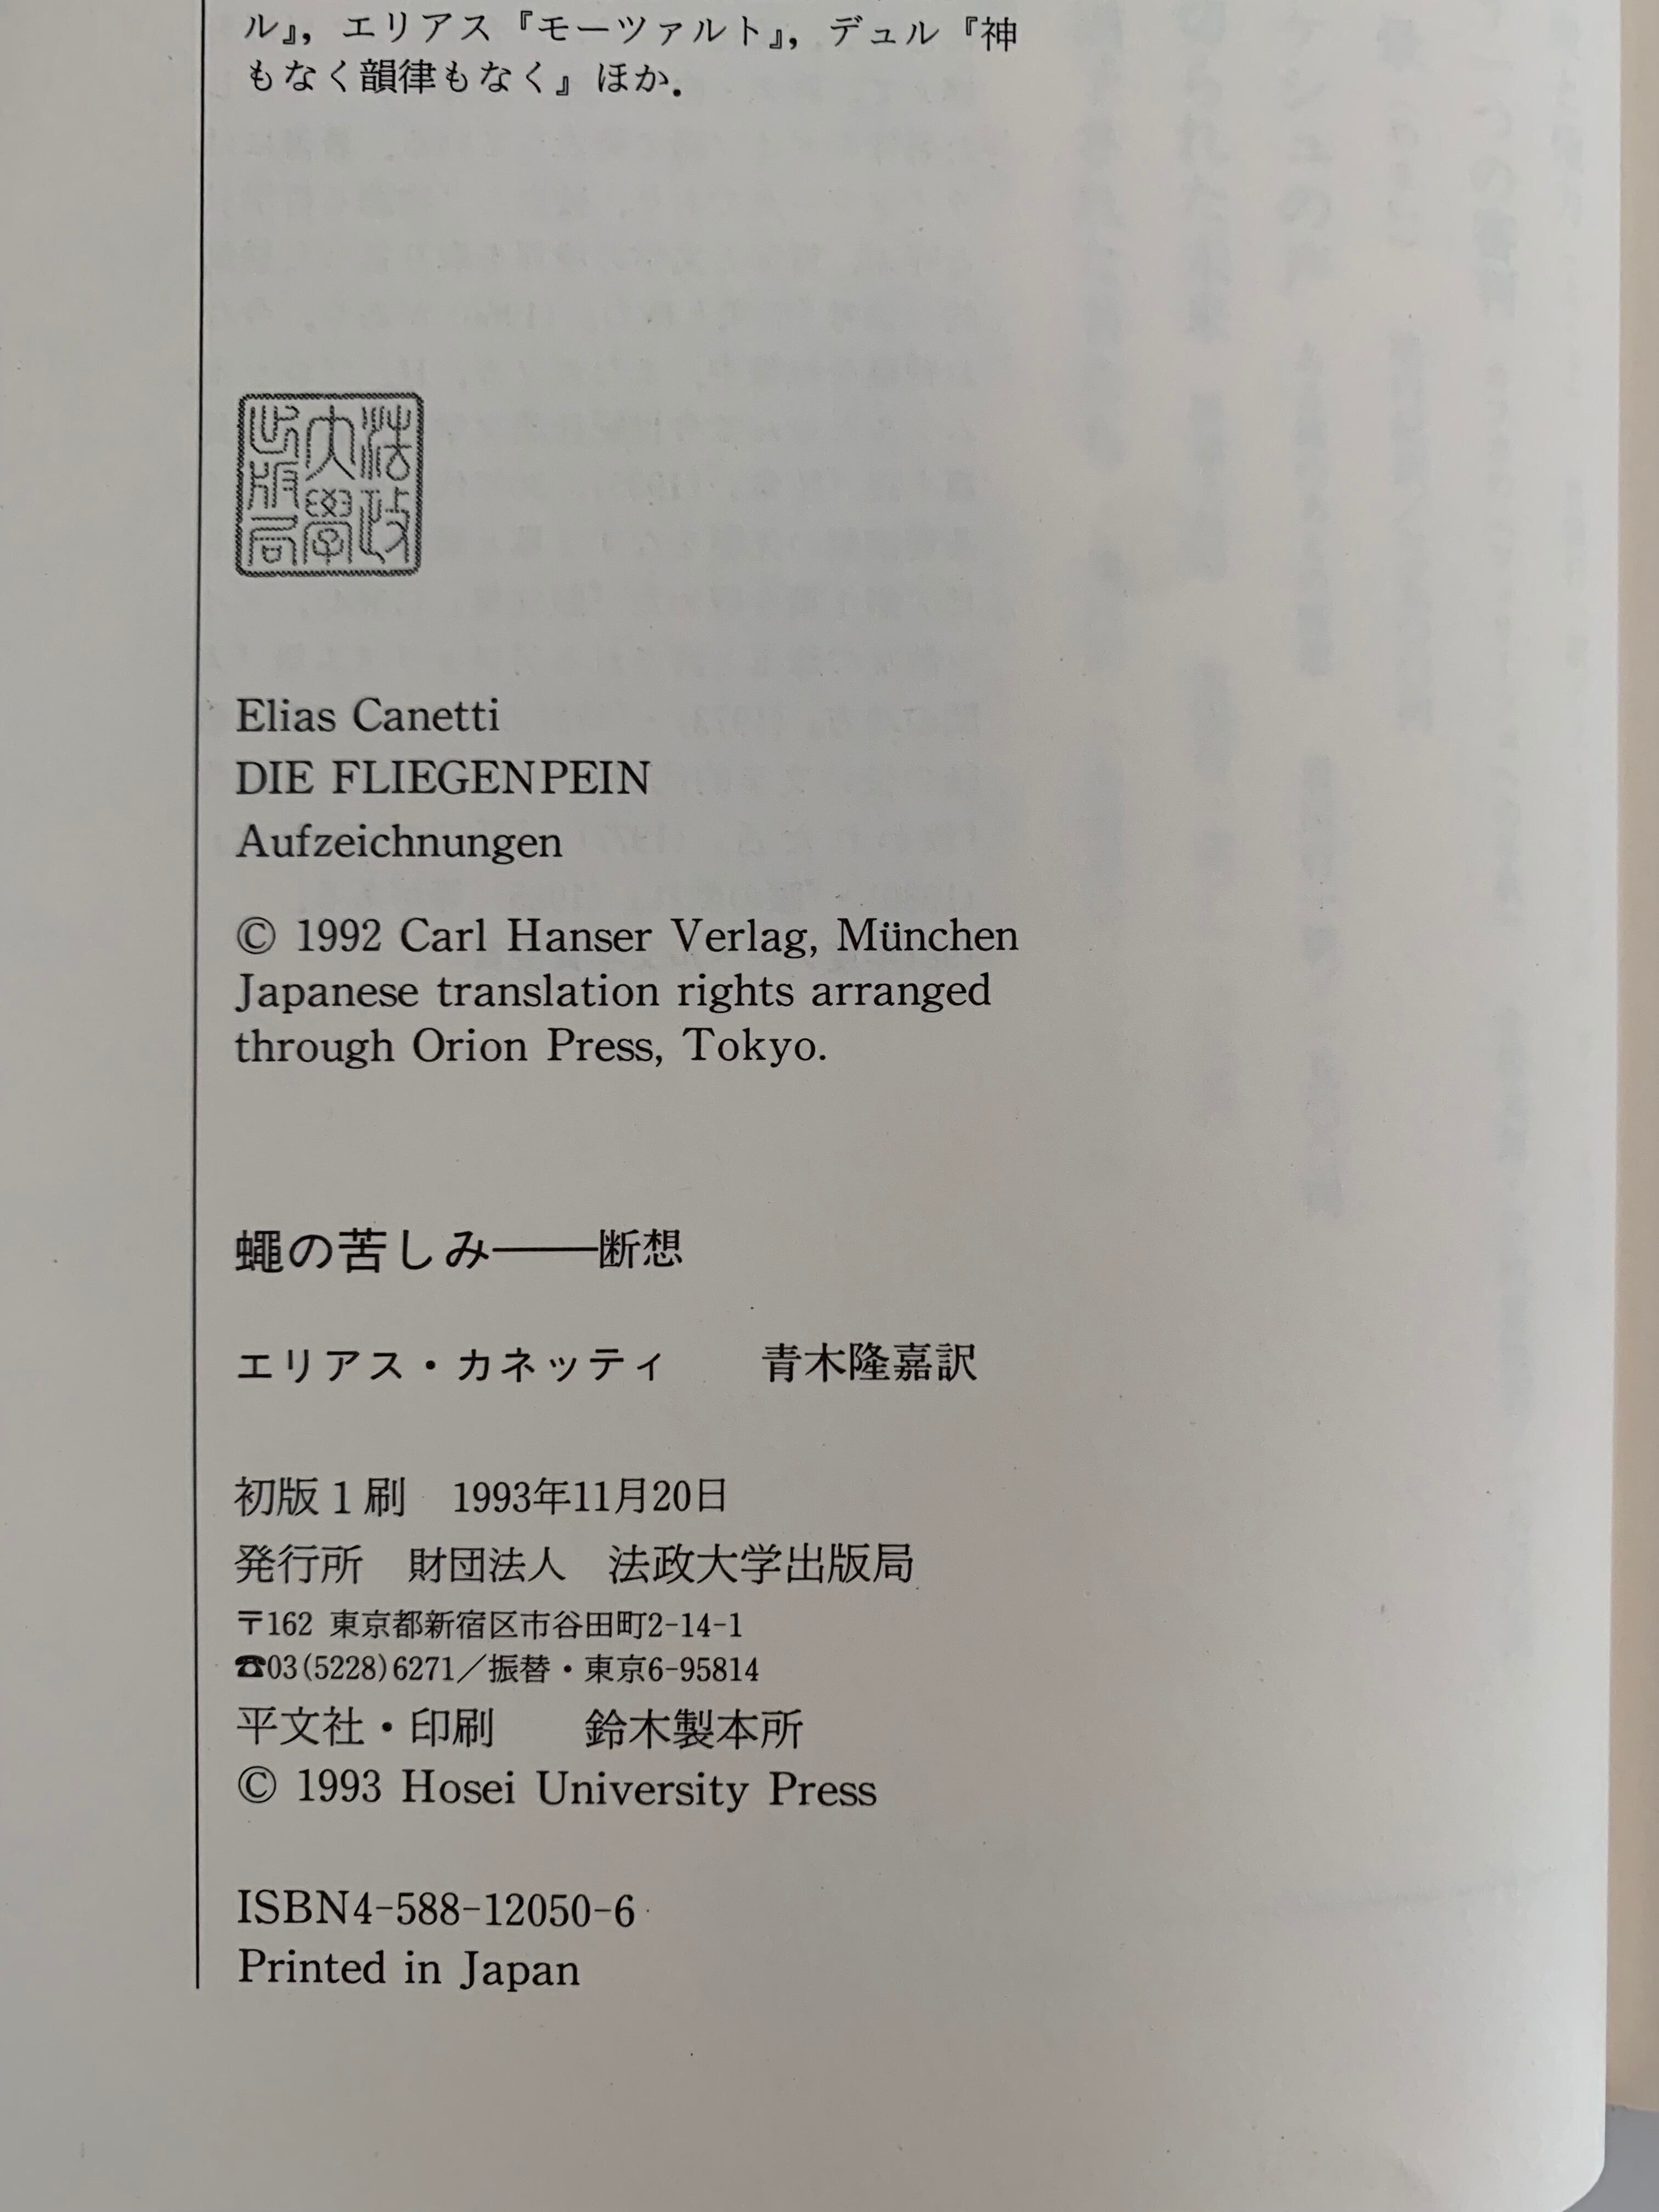 ル』，エリアス『モーツァルト』，デュル『神
もなく韻律もなく』ほか．
法政
大學
出版局
Elias Canetti
DIE FLIEGENPEIN
Aufzeichnungen
© 1992 Carl Hanser Verlag, München
Japanese translation rights arranged
through Orion Press, Tokyo.
蠅の苦しみ――断想
エリアス・カネッティ　　青木隆嘉訳
初版１刷　1993年11月20日
発行所　財団法人　法政大学出版局
〒162 東京都新宿区市谷田町2-14-1
☎03(5228)6271／振替・東京6-95814
平文社・印刷　　鈴木製本所
© 1993 Hosei University Press
ISBN4-588-12050-6
Printed in Japan